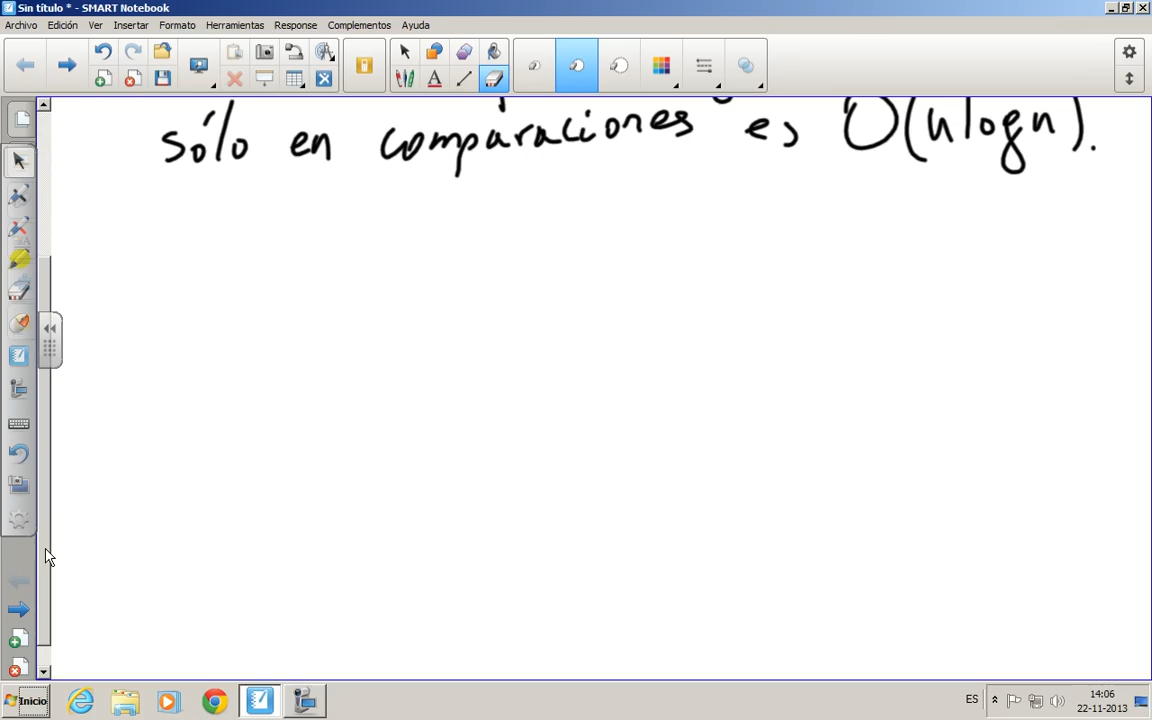 Sin título * - SMART Notebook
Archivo Edición Ver Insertar Formato Herramientas Response Complementos Ayuda
sólo en comparaciones es O(nlogn).
Inicio
ES
14:06
22-11-2013